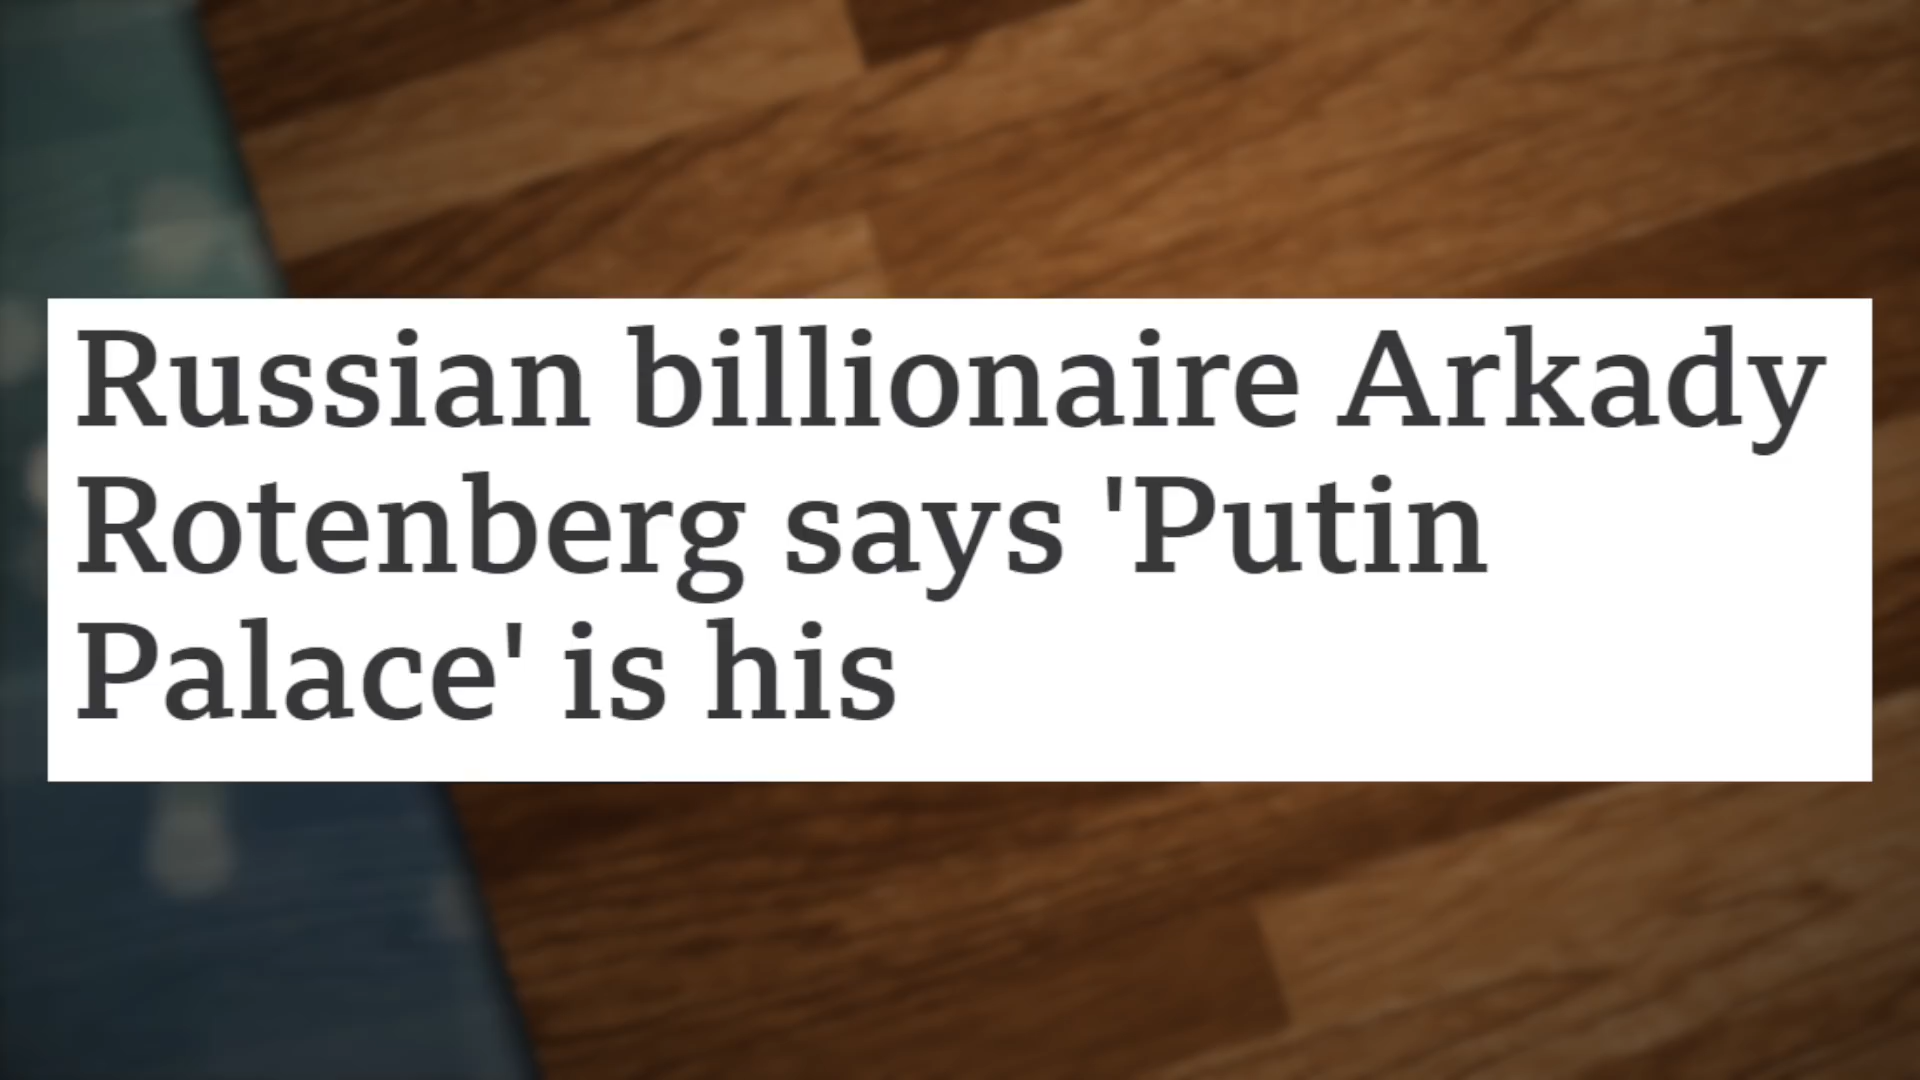 Russian billionaire Arkady
Rotenberg says 'Putin
Palace' is his